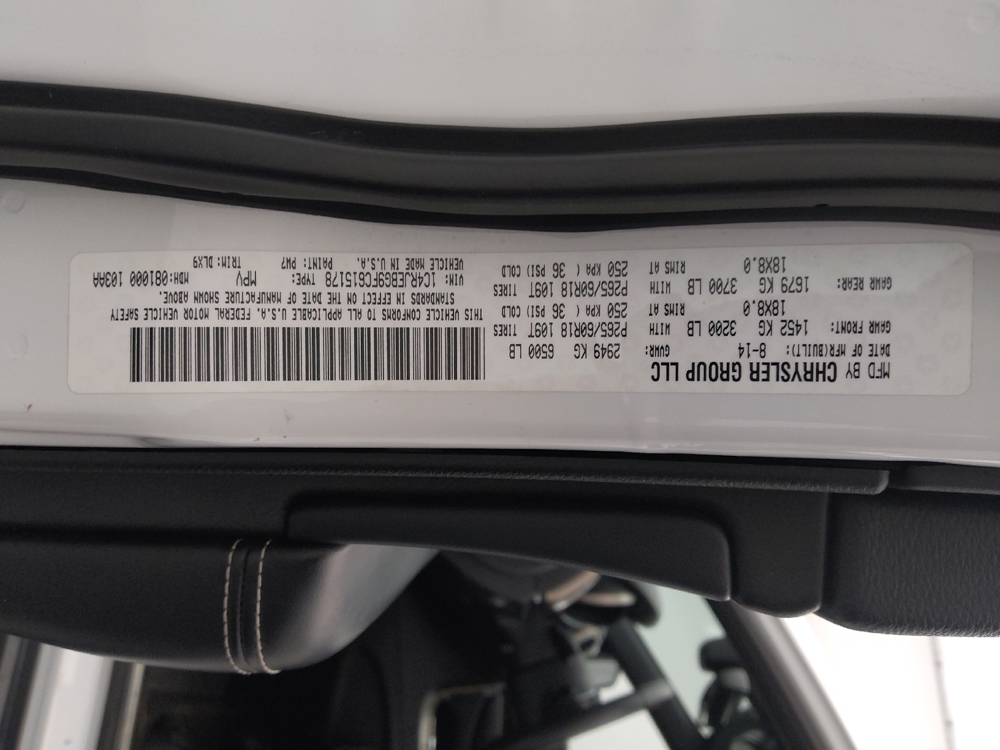 MFD BY CHRYSLER GROUP LLC
DATE OF MFR(BUILT): 8-14 GVWR: 2949 KG 6500 LB
GAWR FRONT: 1452 KG 3200 LB WITH P265/60R18 109T TIRES
18X8.0 RIMS AT 250 KPA( 36 PSI) COLD
GAWR REAR: 1679 KG 3700 LB WITH P265/60R18 109T TIRES
18X8.0 RIMS AT 250 KPA( 36 PSI) COLD
THIS VEHICLE CONFORMS TO ALL APPLICABLE U.S.A. FEDERAL MOTOR VEHICLE SAFETY
STANDARDS IN EFFECT ON THE DATE OF MANUFACTURE SHOWN ABOVE.
VIN: 1C4RJEBG9FC615178 TYPE: MPV MDH:081000 103AA
VEHICLE MADE IN U.S.A. PAINT: PW7 TRIM: DLX9